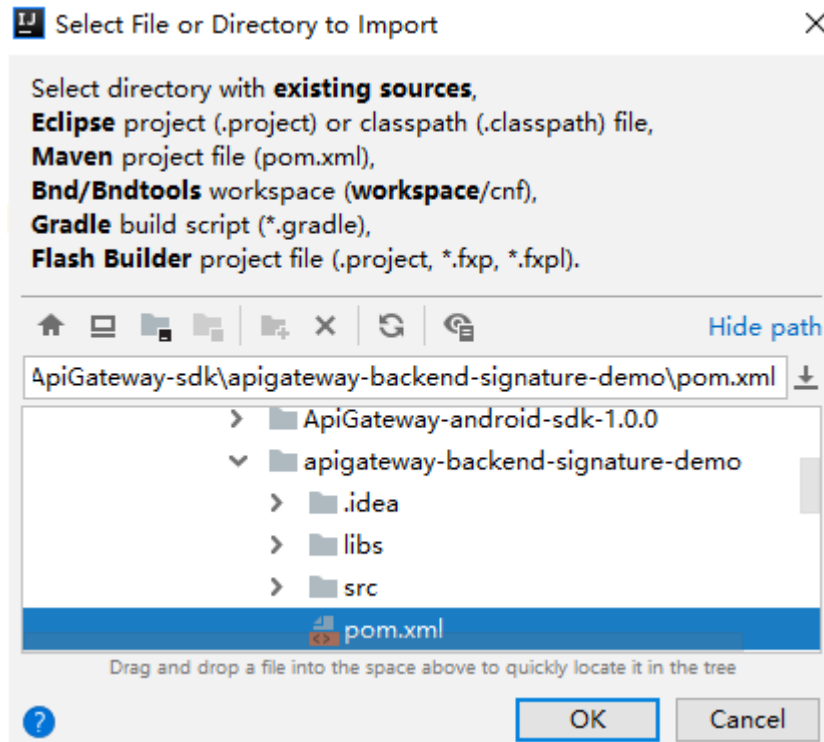 Select File or Directory to Import
Select directory with existing sources,
Eclipse project (.project) or classpath (.classpath) file,
Maven project file (pom.xml),
Bnd/Bndtools workspace (workspace/cnf),
Gradle build script (*.gradle),
Flash Builder project file (.project, *.fxp, *.fxpl).
Hide path
ApiGateway-sdk\apigateway-backend-signature-demo\pom.xml
ApiGateway-android-sdk-1.0.0
apigateway-backend-signature-demo
.idea
libs
src
pom.xml
Drag and drop a file into the space above to quickly locate it in the tree
OK Cancel